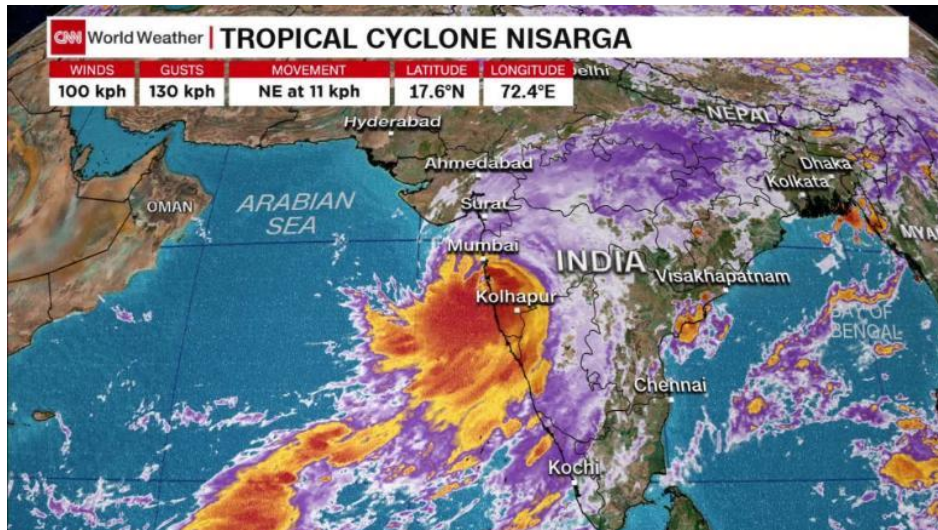 CNN World Weather | TROPICAL CYCLONE NISARGA
WINDS GUSTS MOVEMENT LATITUDE LONGITUDE
100 kph 130 kph NE at 11 kph 17.6°N 72.4°E
NEPAL
Hyderabad
Ahmedabad
Dhaka
Kolkata
OMAN
ARABIAN
SEA
Surat
Mumbai
INDIA
Visakhapatnam
Kolhapur
BAY OF
BENGAL
Chennai
Kochi